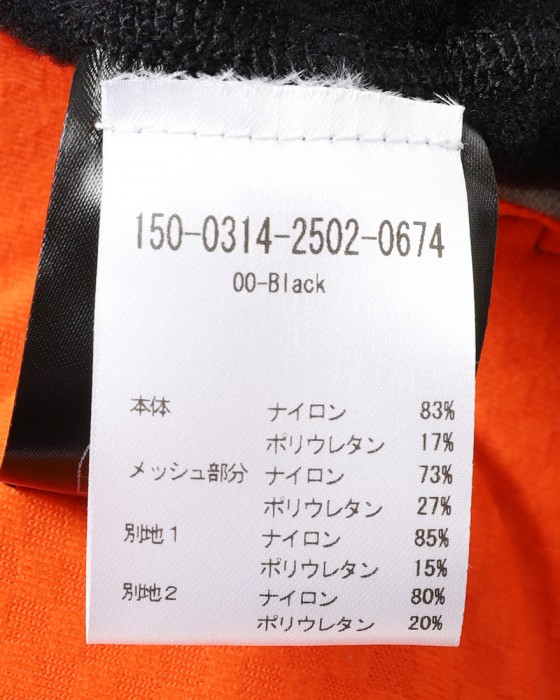 150-0314-2502-0674
00-Black
本体 ナイロン 83%
ポリウレタン 17%
メッシュ部分 ナイロン 73%
ポリウレタン 27%
別地1 ナイロン 85%
ポリウレタン 15%
別地2 ナイロン 80%
ポリウレタン 20%